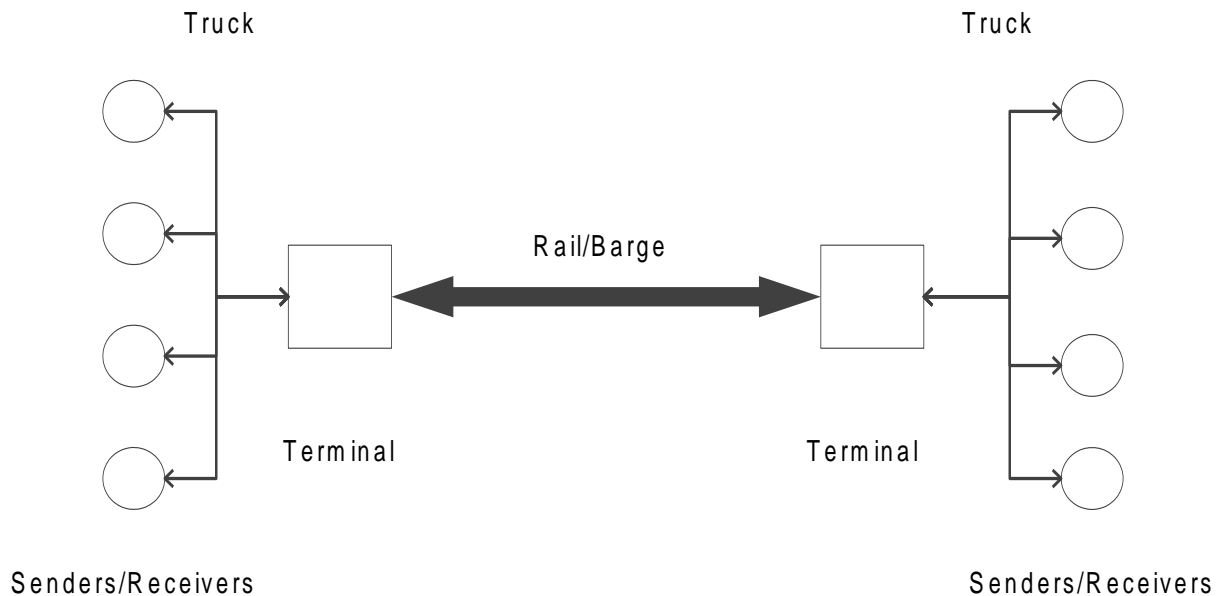 Truck
Truck
Rail/Barge
Terminal
Terminal
Senders/Receivers
Senders/Receivers